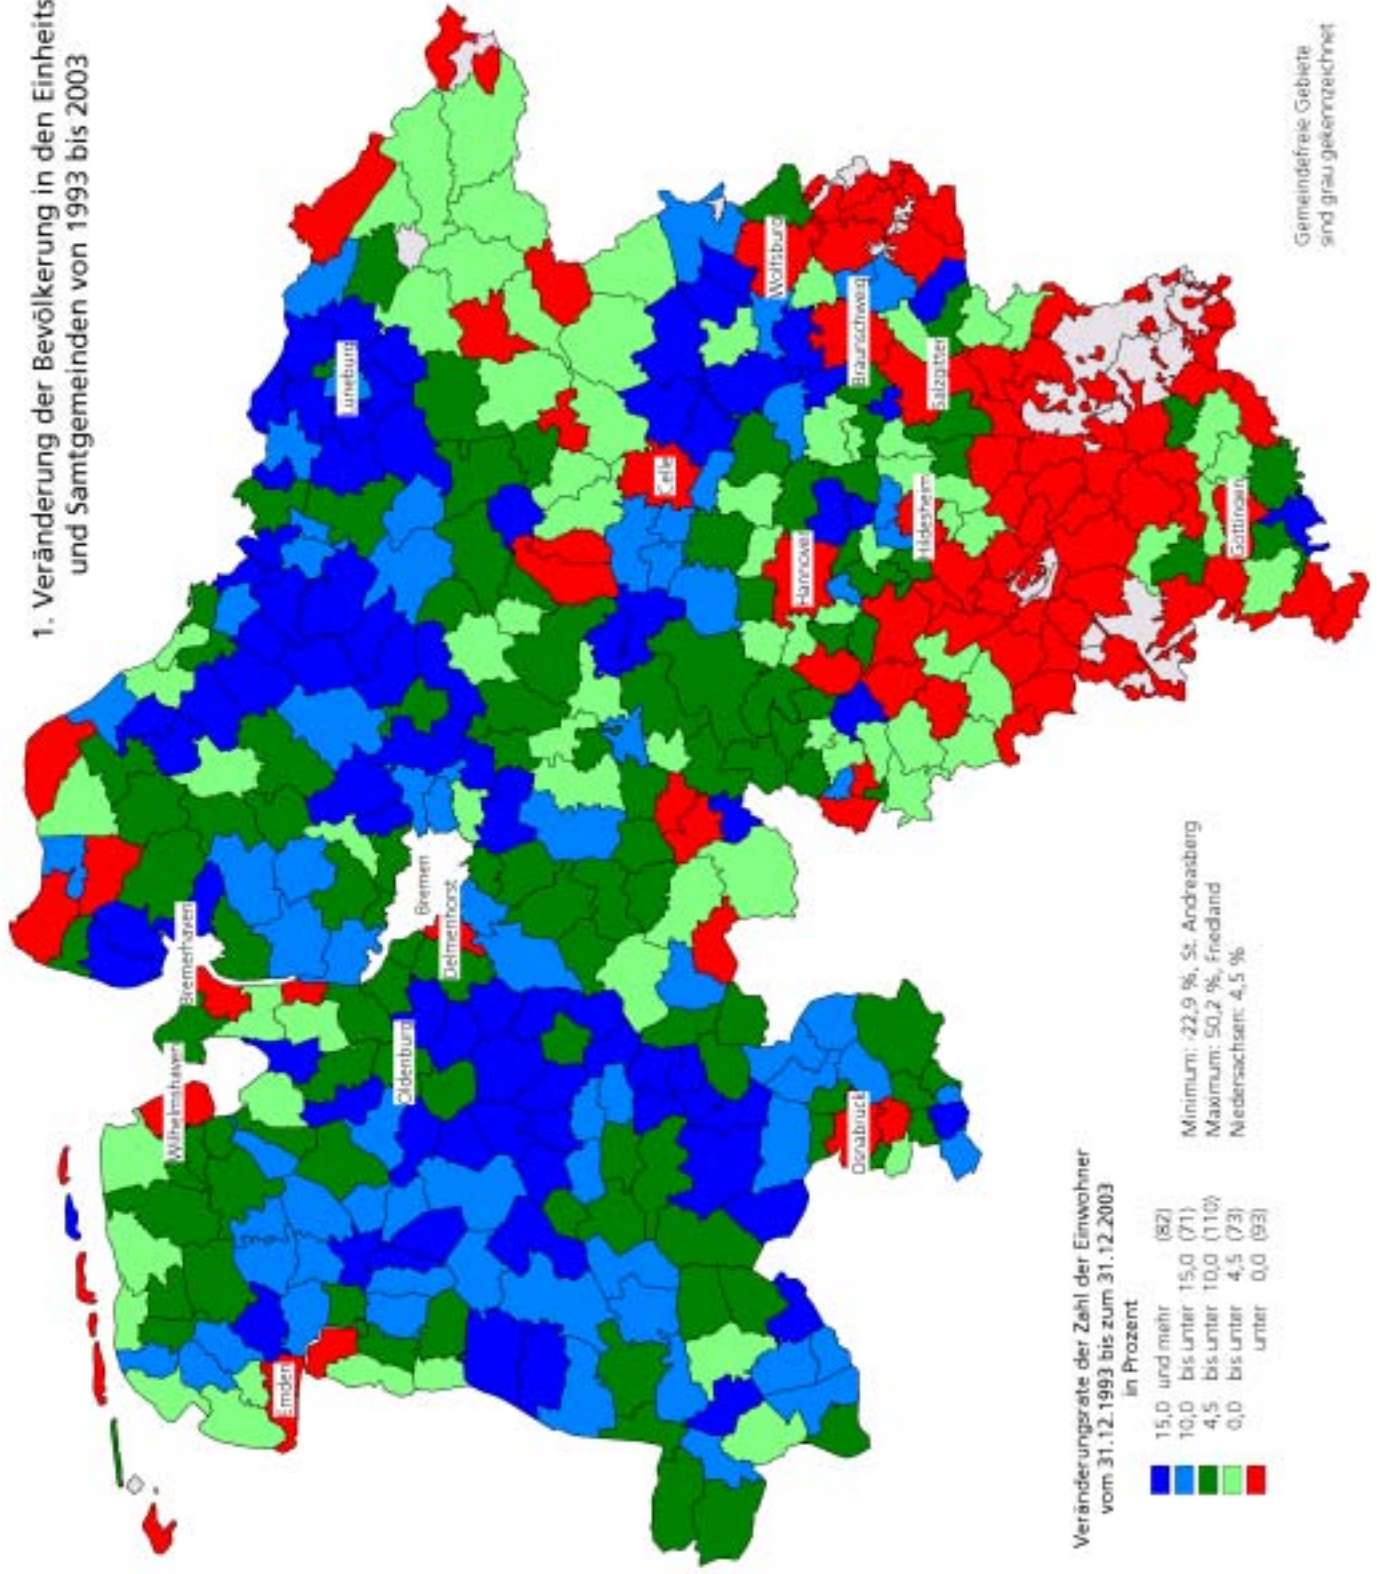 1. Veränderung der Bevölkerung in den Einheits
und Samtgemeinden von 1993 bis 2003
Lüneburg
Wolfsburg
Braunschweig
Salzgitter
Celle
Hannover
Hildesheim
Göttingen
Bremerhaven
Bremen
Delmenhorst
Wilhelmshaven
Oldenburg
Osnabrück
Emden
Gemeindefreie Gebiete
sind grau gekennzeichnet
Veränderungsrate der Zahl der Einwohner
vom 31.12.1993 bis zum 31.12.2003
in Prozent
15,0 und mehr (82)
10,0 bis unter 15,0 (71)
4,5 bis unter 10,0 (110)
0,0 bis unter 4,5 (73)
unter 0,0 (93)
Minimum: -22,9 %, St. Andreasberg
Maximum: 50,2 %, Friedland
Niedersachsen: 4,5 %